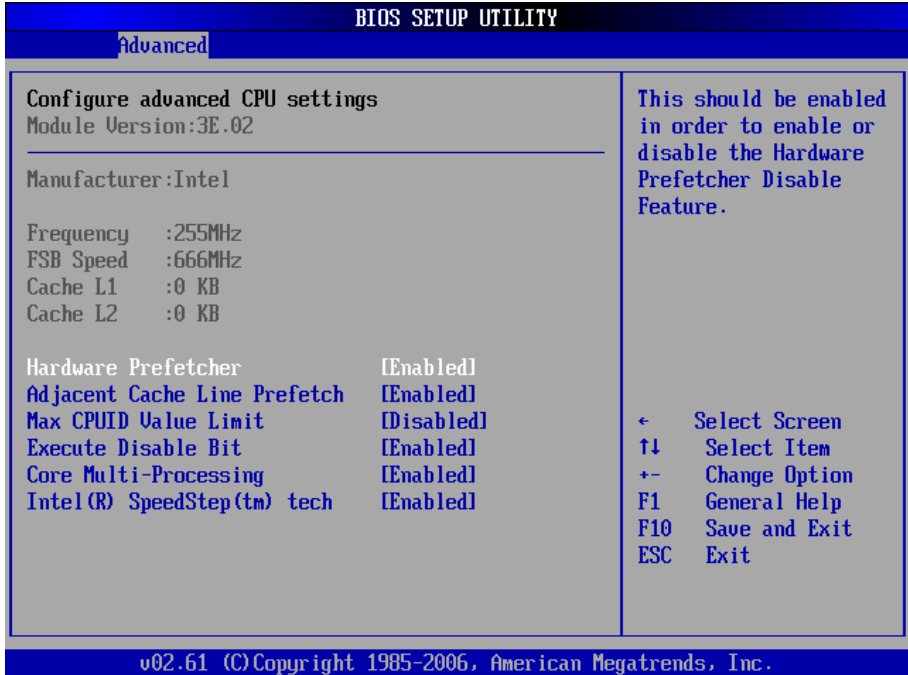 BIOS SETUP UTILITY
Advanced
Configure advanced CPU settings
Module Version:3E.02
Manufacturer:Intel
Frequency :255MHz
FSB Speed :666MHz
Cache L1 :0 KB
Cache L2 :0 KB
Hardware Prefetcher [Enabled]
Adjacent Cache Line Prefetch [Enabled]
Max CPUID Value Limit [Disabled]
Execute Disable Bit [Enabled]
Core Multi-Processing [Enabled]
Intel(R) SpeedStep(tm) tech [Enabled]
This should be enabled
in order to enable or
disable the Hardware
Prefetcher Disable
Feature.
← Select Screen
↑↓ Select Item
+- Change Option
F1 General Help
F10 Save and Exit
ESC Exit
v02.61 (C)Copyright 1985-2006, American Megatrends, Inc.